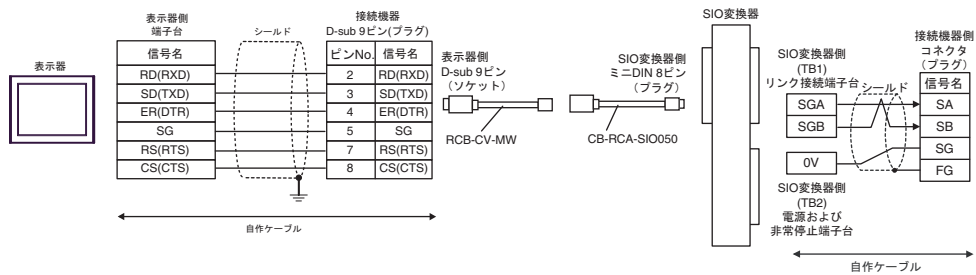 表示器
表示器側
端子台
信号名
RD(RXD)
SD(TXD)
ER(DTR)
SG
RS(RTS)
CS(CTS)
シールド
接続機器
D-sub 9ピン(プラグ)
ピンNo. 信号名
2 RD(RXD)
3 SD(TXD)
4 ER(DTR)
5 SG
7 RS(RTS)
8 CS(CTS)
自作ケーブル
表示器側
D-sub 9ピン
(ソケット)
RCB-CV-MW
SIO変換器側
ミニDIN 8ピン
(プラグ)
CB-RCA-SIO050
SIO変換器
SIO変換器側
(TB1)
リンク接続端子台
SGA
SGB
0V
SIO変換器側
(TB2)
電源および
非常停止端子台
シールド
接続機器側
コネクタ
(プラグ)
信号名
SA
SB
SG
FG
自作ケーブル